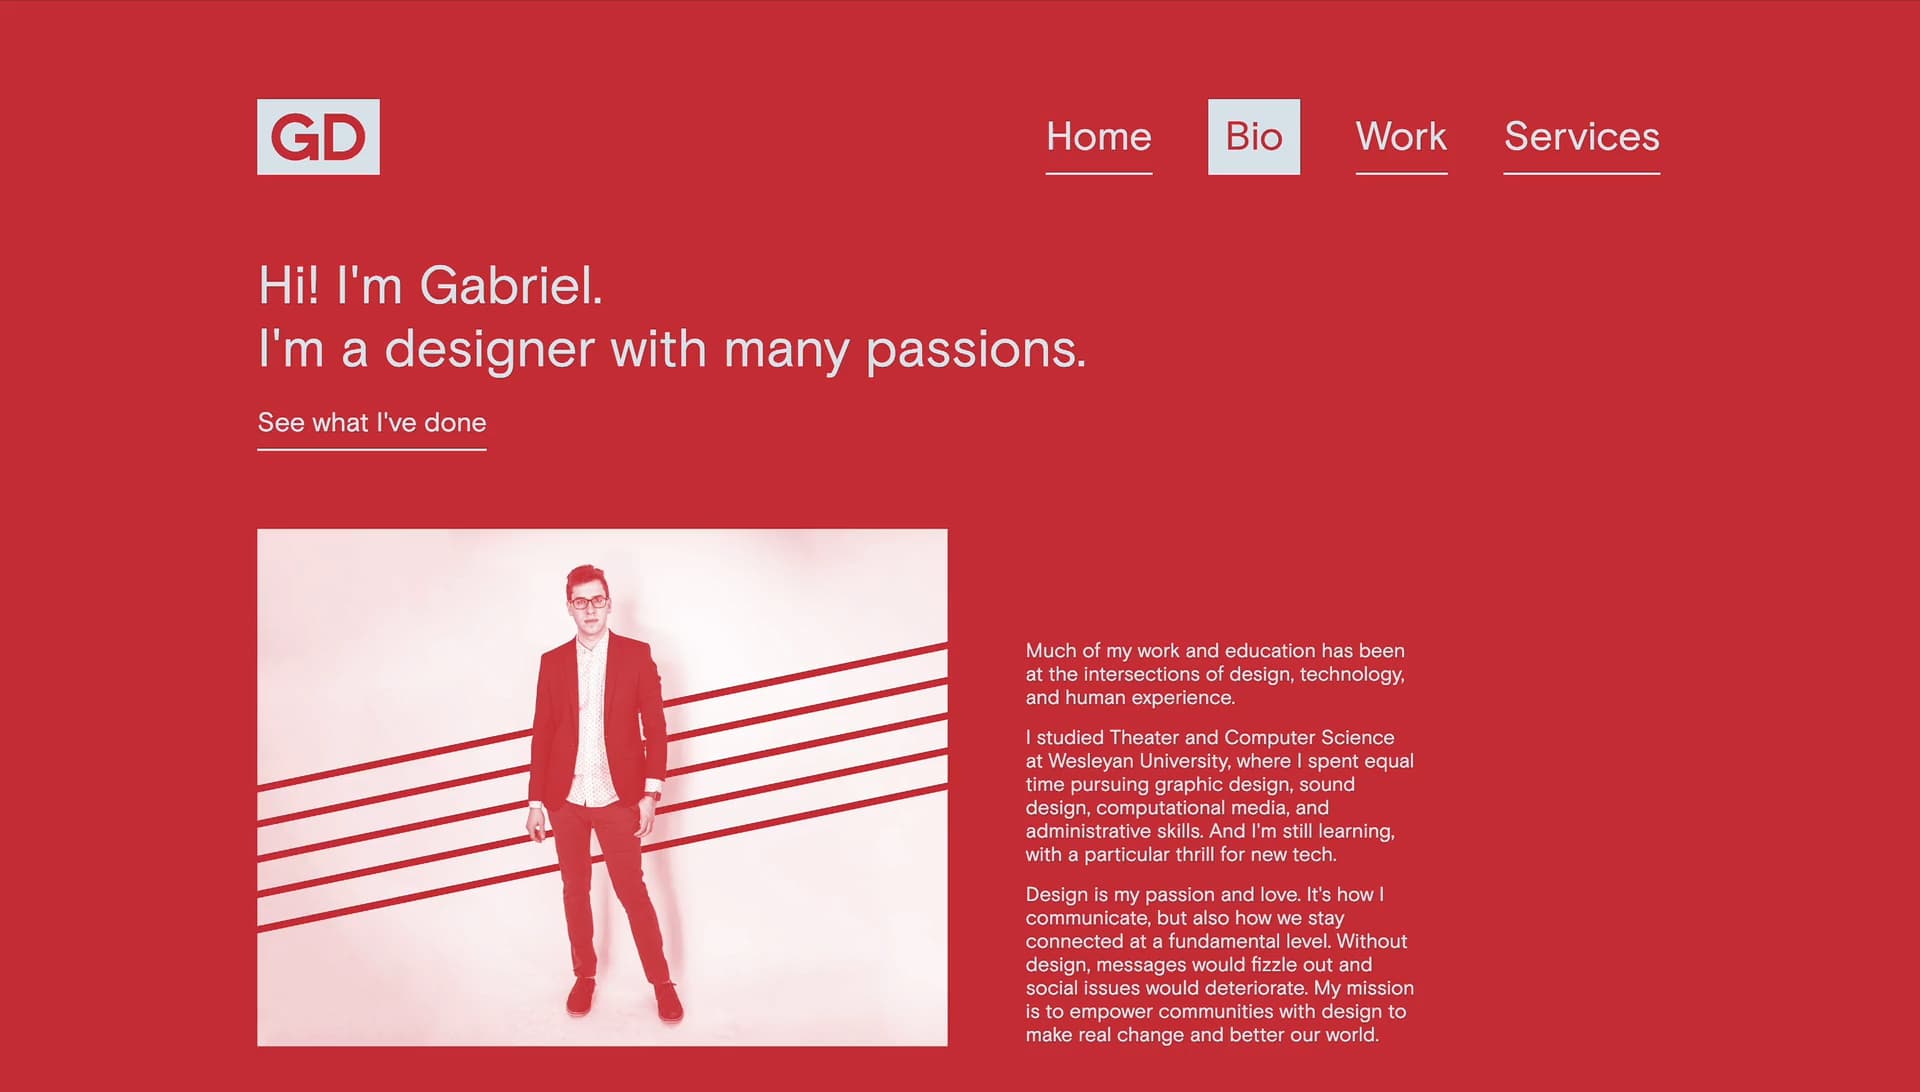 GD
Home
Bio
Work
Services
Hi! I'm Gabriel.
I'm a designer with many passions.
See what I've done
Much of my work and education has been
at the intersections of design, technology,
and human experience.
I studied Theater and Computer Science
at Wesleyan University, where I spent equal
time pursuing graphic design, sound
design, computational media, and
administrative skills. And I'm still learning,
with a particular thrill for new tech.
Design is my passion and love. It's how I
communicate, but also how we stay
connected at a fundamental level. Without
design, messages would fizzle out and
social issues would deteriorate. My mission
is to empower communities with design to
make real change and better our world.